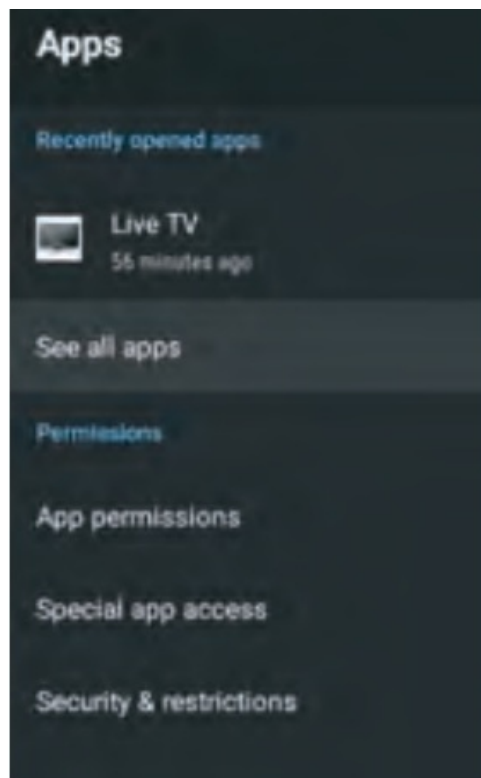 Apps
Recently opened apps
Live TV
56 minutes ago
See all apps
Permissions
App permissions
Special app access
Security & restrictions